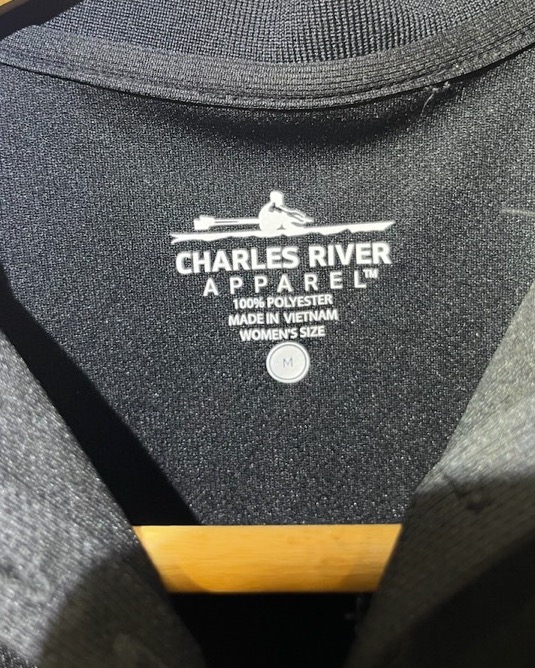 CHARLES RIVER
APPAREL™
100% POLYESTER
MADE IN VIETNAM
WOMEN'S SIZE
M